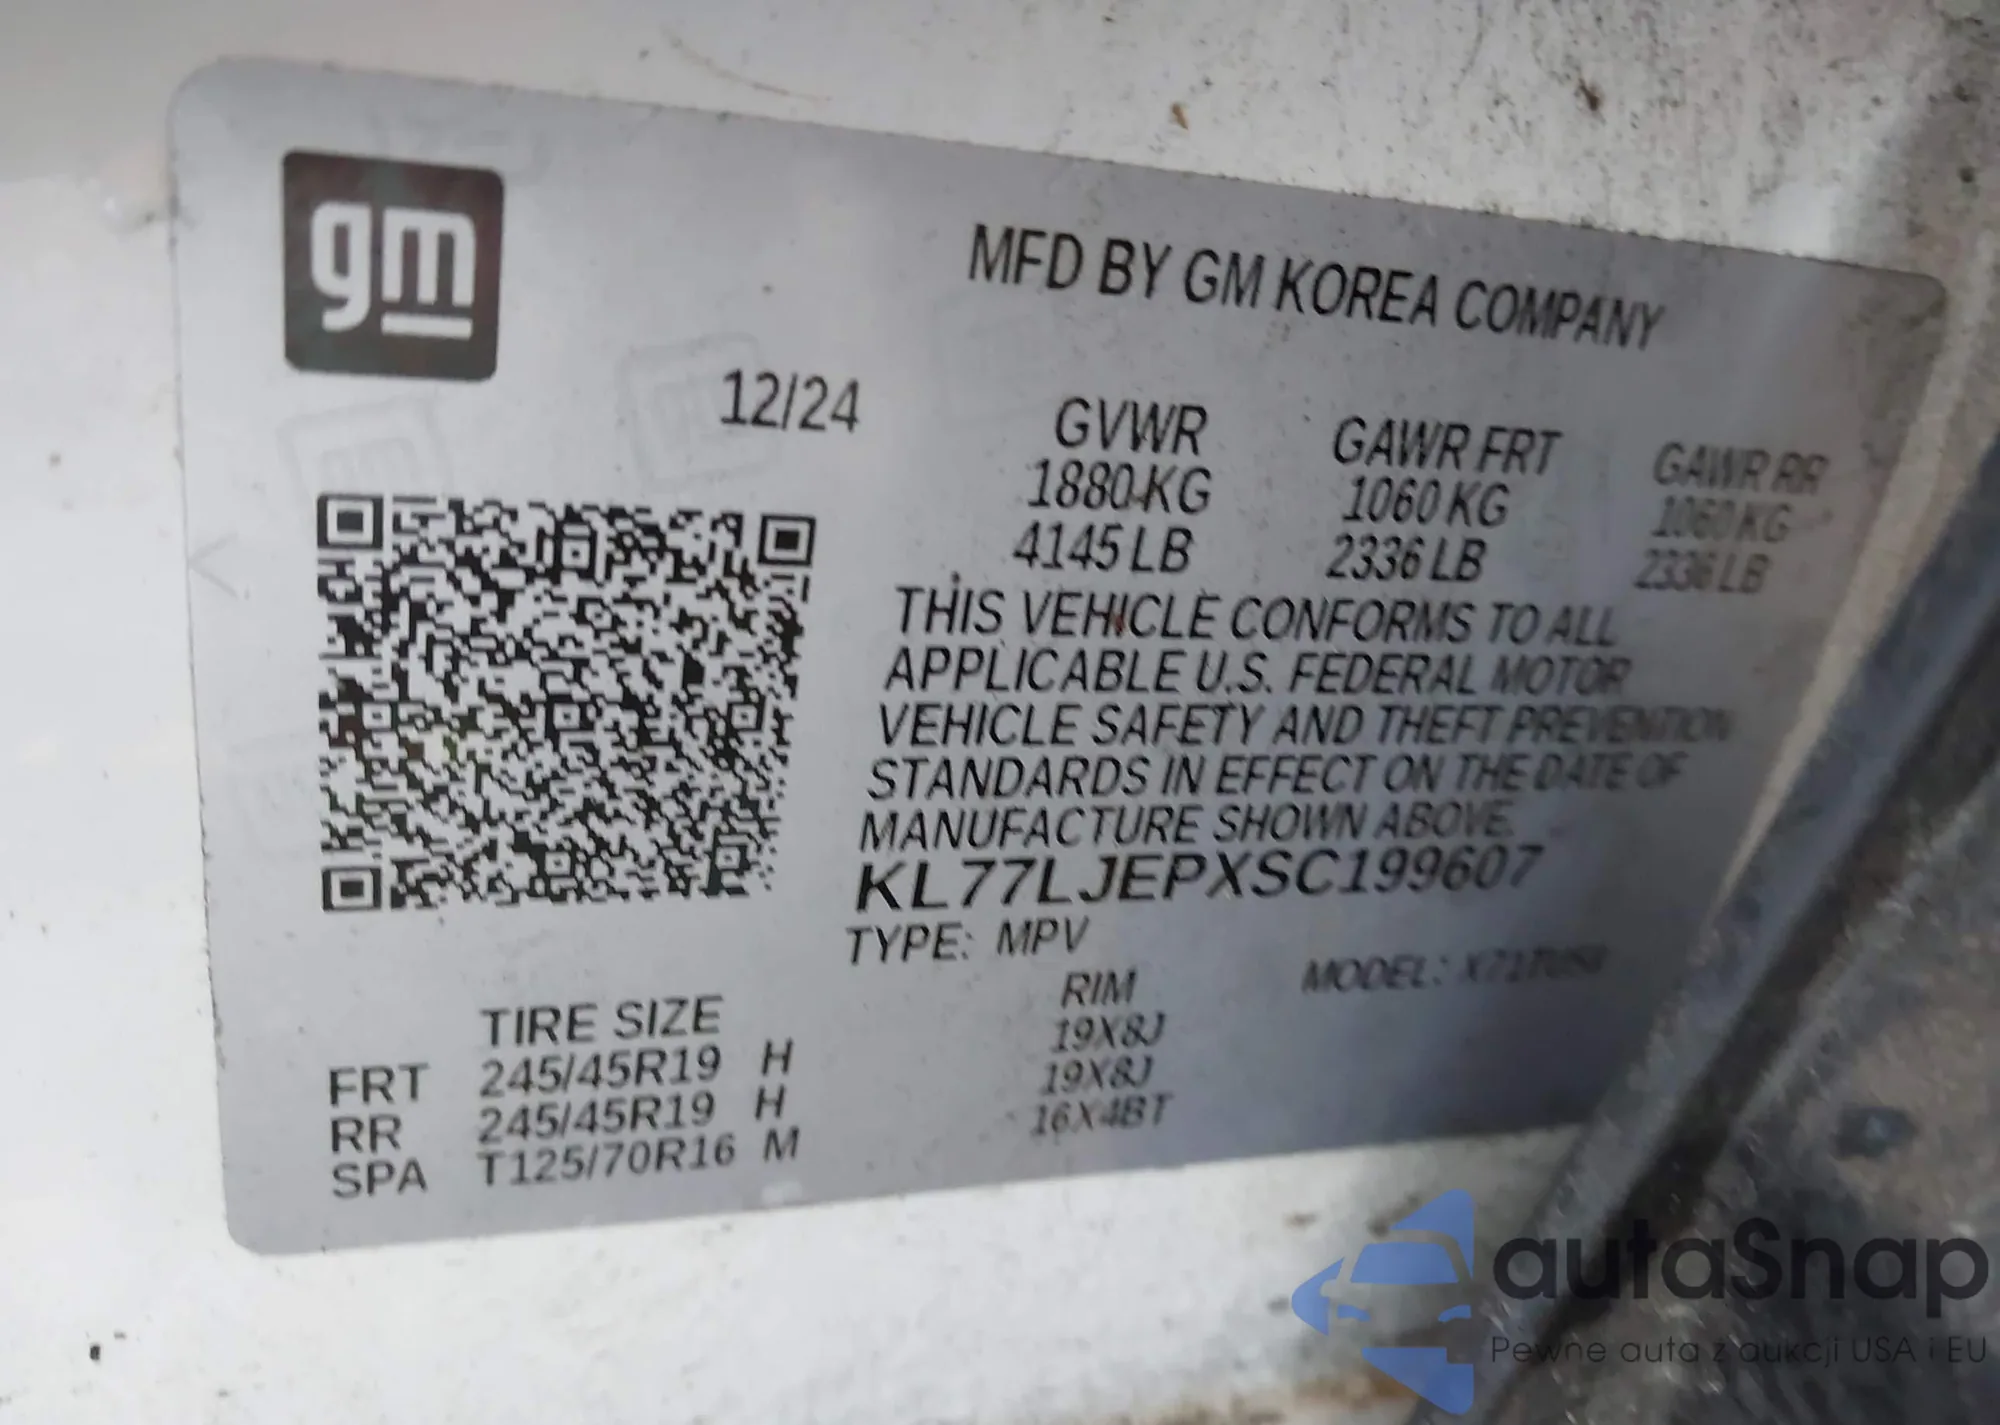 gm
MFD BY GM KOREA COMPANY
12/24
GVWR GAWR FRT GAWR RR
1880 KG 1060 KG 1060 KG
4145 LB 2336 LB 2336 LB
THIS VEHICLE CONFORMS TO ALL
APPLICABLE U.S. FEDERAL MOTOR
VEHICLE SAFETY AND THEFT PREVENTION
STANDARDS IN EFFECT ON THE DATE OF
MANUFACTURE SHOWN ABOVE.
KL77LJEPXSC199607
TYPE: MPV MODEL:
TIRE SIZE RIM
FRT 245/45R19 H 19X8J
RR 245/45R19 H 19X8J
SPA T125/70R16 M 16X4BT
autaSnap
Pewne auta z aukcji USA i EU